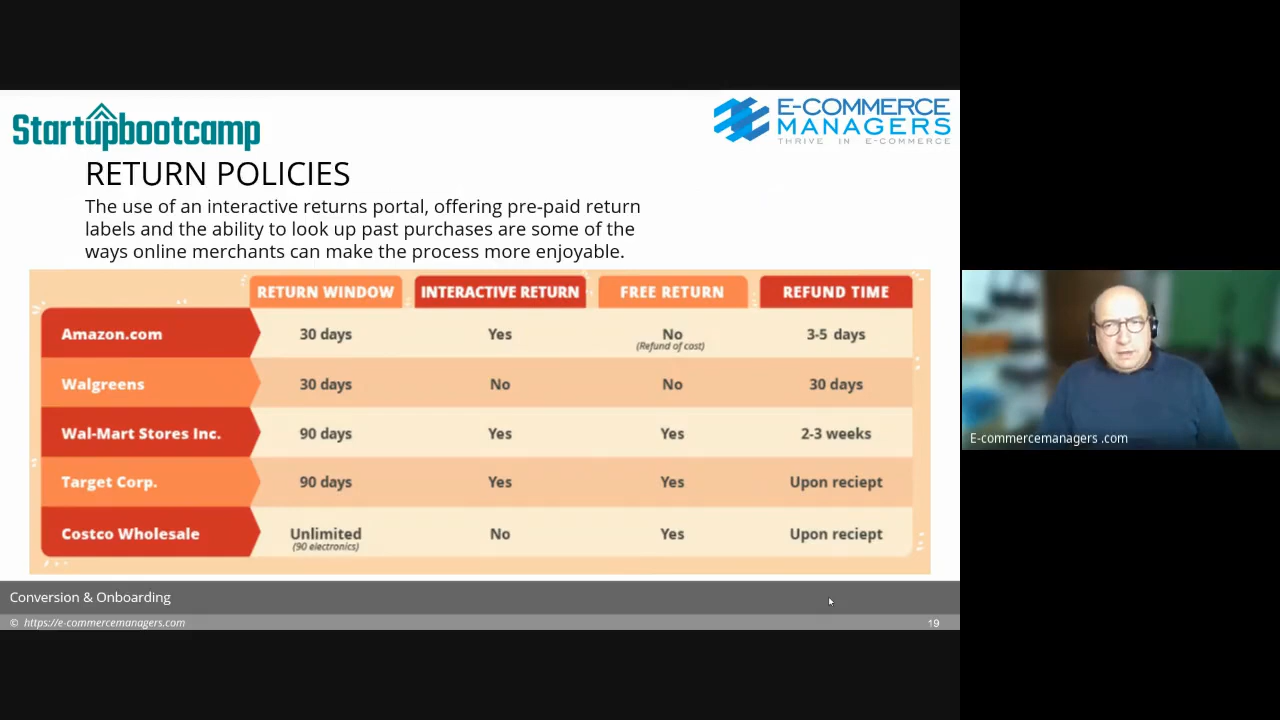 Startupbootcamp
E-COMMERCE
MANAGERS
THRIVE IN E-COMMERCE
RETURN POLICIES
The use of an interactive returns portal, offering pre-paid return
labels and the ability to look up past purchases are some of the
ways online merchants can make the process more enjoyable.
RETURN WINDOW INTERACTIVE RETURN FREE RETURN REFUND TIME
Amazon.com 30 days Yes No 3-5 days
(Refund of cost)
Walgreens 30 days No No 30 days
Wal-Mart Stores Inc. 90 days Yes Yes 2-3 weeks
Target Corp. 90 days Yes Yes Upon reciept
Costco Wholesale Unlimited No Yes Upon reciept
(90 electronics)
E-commercemanagers .com
Conversion & Onboarding
© https://e-commercemanagers.com 19